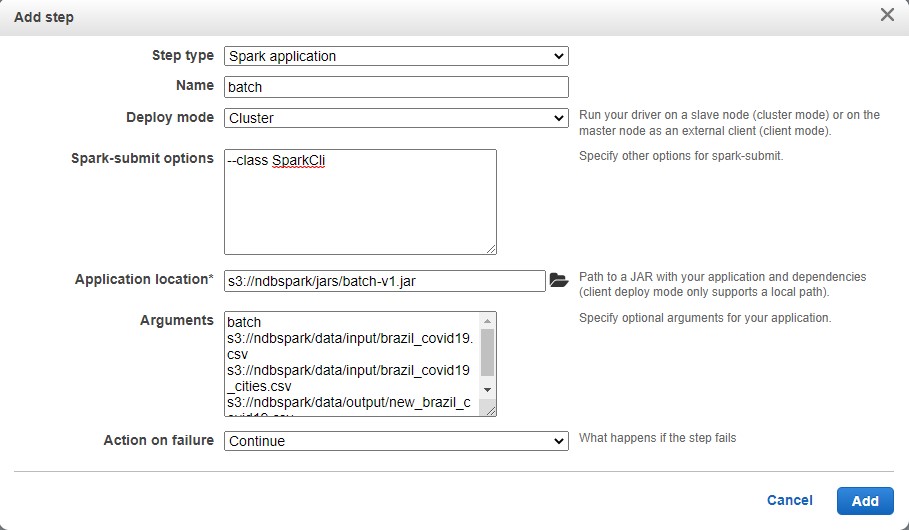 Add step
Step type
Spark application
Name
batch
Deploy mode
Cluster
Run your driver on a slave node (cluster mode) or on the
master node as an external client (client mode).
Spark-submit options
--class SparkCli
Specify other options for spark-submit.
Application location*
s3://ndbspark/jars/batch-v1.jar
Path to a JAR with your application and dependencies
(client deploy mode only supports a local path).
Arguments
batch
s3://ndbspark/data/input/brazil_covid19.
csv
s3://ndbspark/data/input/brazil_covid19
_cities.csv
s3://ndbspark/data/output/new_brazil_c
ovid19.csv
Specify optional arguments for your application.
Action on failure
Continue
What happens if the step fails
Cancel
Add